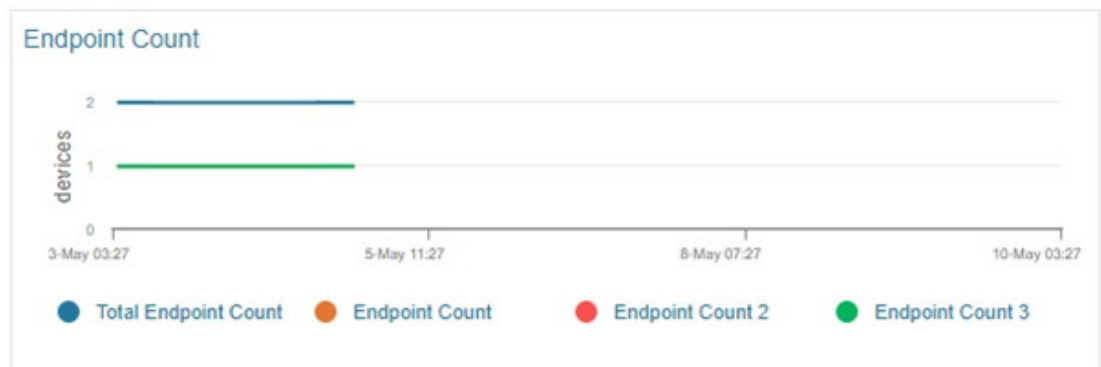 Endpoint Count
2
devices
1
0
3-May 03:27 5-May 11:27 8-May 07:27 10-May 03:27
Total Endpoint Count Endpoint Count Endpoint Count 2 Endpoint Count 3